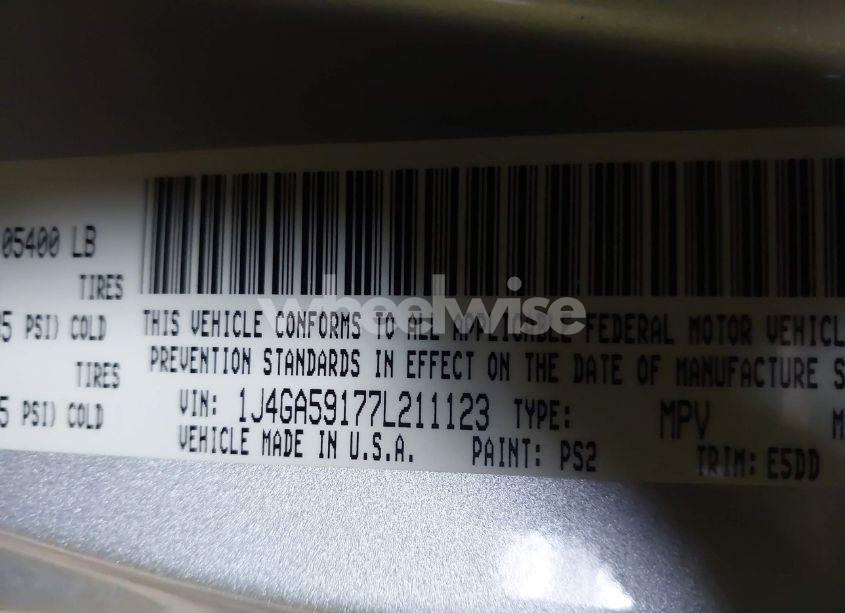 05400 LB
TIRES
5 PSI) COLD
TIRES
5 PSI) COLD
wheelwise
THIS VEHICLE CONFORMS TO ALL APPLICABLE FEDERAL MOTOR VEHICL
PREVENTION STANDARDS IN EFFECT ON THE DATE OF MANUFACTURE S
VIN: 1J4GA59177L211123 TYPE: MPV M
VEHICLE MADE IN U.S.A. PAINT: PS2 TRIM: E5DD